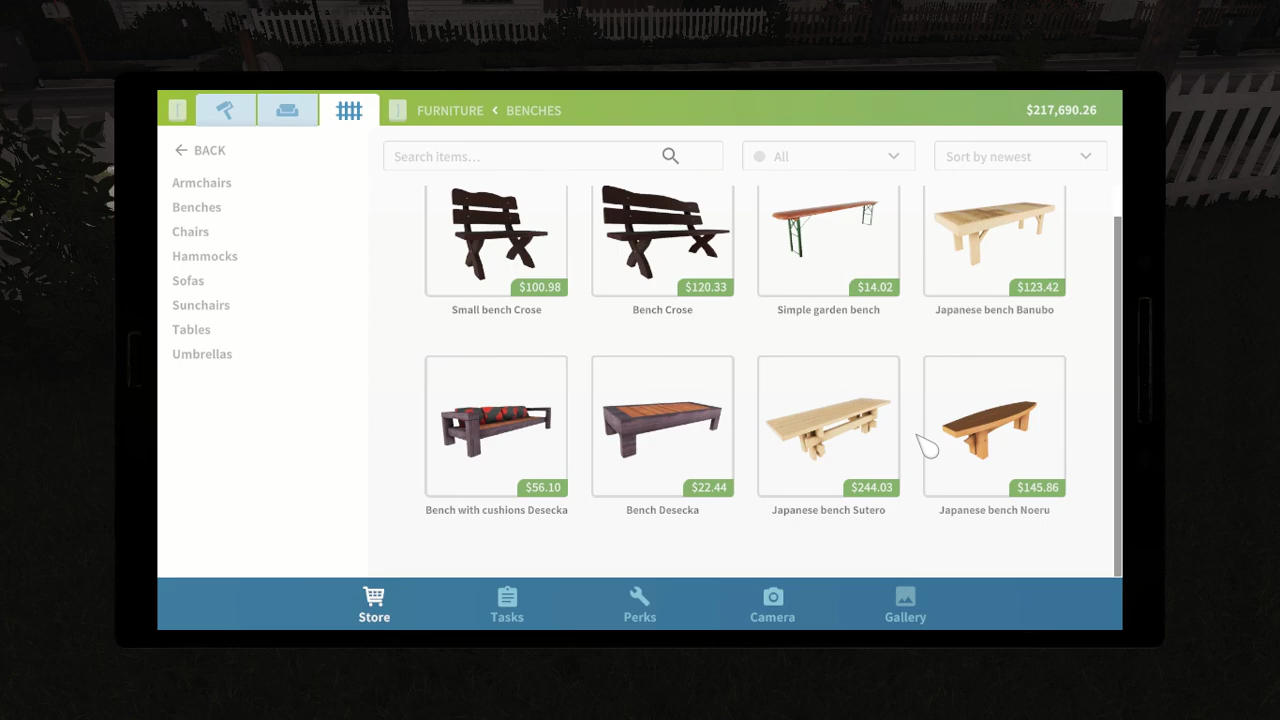 [
]
FURNITURE < BENCHES
$217,690.26
BACK
Armchairs
Benches
Chairs
Hammocks
Sofas
Sunchairs
Tables
Umbrellas
Search items...
All
Sort by newest
$100.98
$120.33
$14.02
$123.42
Small bench Crose
Bench Crose
Simple garden bench
Japanese bench Banubo
$56.10
$22.44
$244.03
$145.86
Bench with cushions Desecka
Bench Desecka
Japanese bench Sutero
Japanese bench Noeru
Store
Tasks
Perks
Camera
Gallery